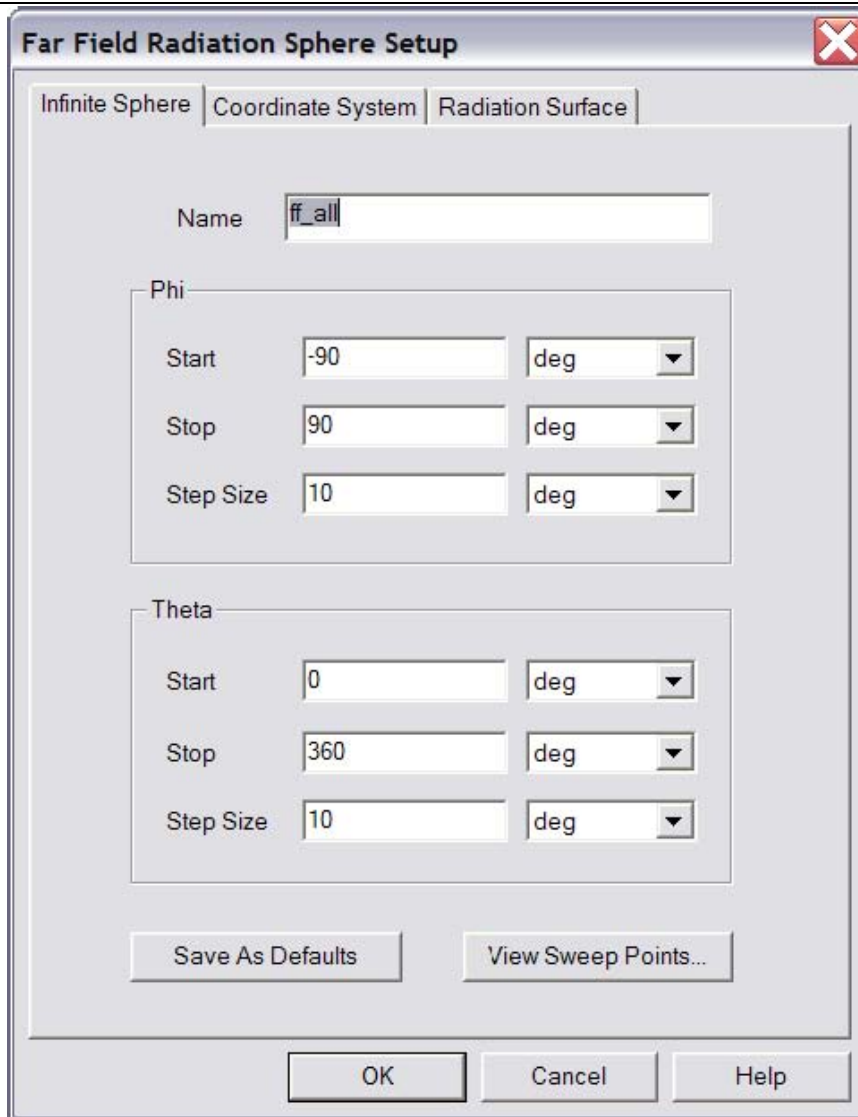 Far Field Radiation Sphere Setup
Infinite Sphere Coordinate System Radiation Surface
Name ff_all
Phi
Start -90 deg
Stop 90 deg
Step Size 10 deg
Theta
Start 0 deg
Stop 360 deg
Step Size 10 deg
Save As Defaults View Sweep Points...
OK Cancel Help